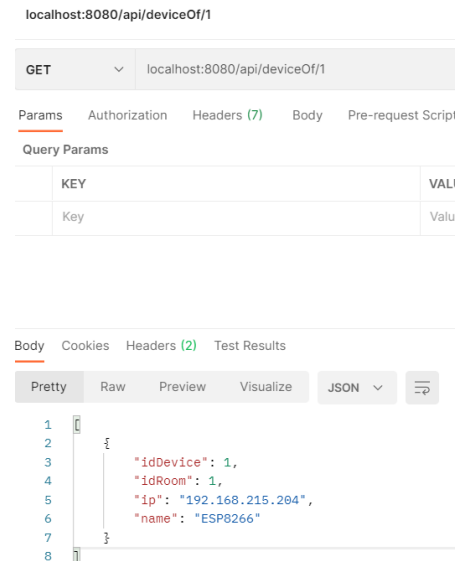 localhost:8080/api/deviceOf/1
GET localhost:8080/api/deviceOf/1
Params Authorization Headers (7) Body Pre-request Script
Query Params
KEY VALU
Key Valu
Body Cookies Headers (2) Test Results
Pretty Raw Preview Visualize JSON
1 [
2 {
3 "idDevice": 1,
4 "idRoom": 1,
5 "ip": "192.168.215.204",
6 "name": "ESP8266"
7 }
8 ]